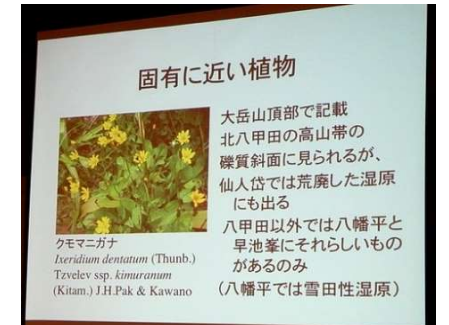 固有に近い植物
クモマニガナ
Ixeridium dentatum (Thunb.)
Tzvelev ssp. kimuranum
(Kitam.) J.H.Pak & Kawano
大岳山頂部で記載
北八甲田の高山帯の
礫質斜面に見られるが、
仙人岱では荒廃した湿原
にも出る
八甲田以外では八幡平と
早池峯にそれらしいもの
があるのみ
(八幡平では雪田性湿原)